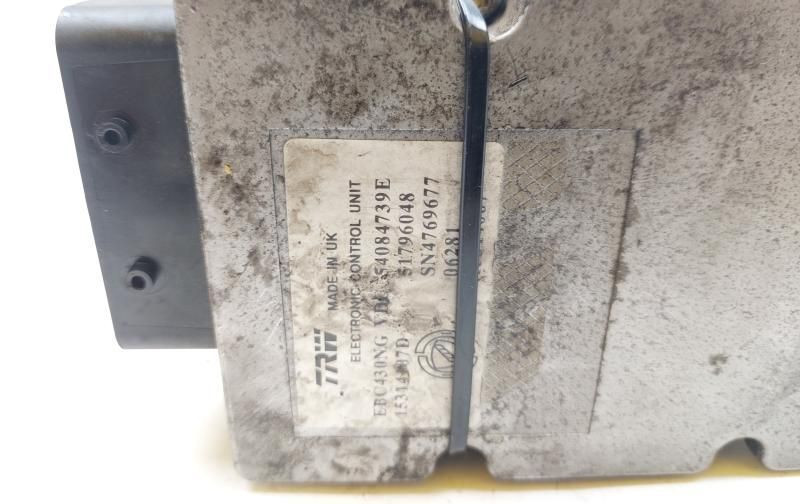 TRW MADE IN UK
ELECTRONIC CONTROL UNIT
EBC430NG 54084739E
51796048
SN4769677
06281